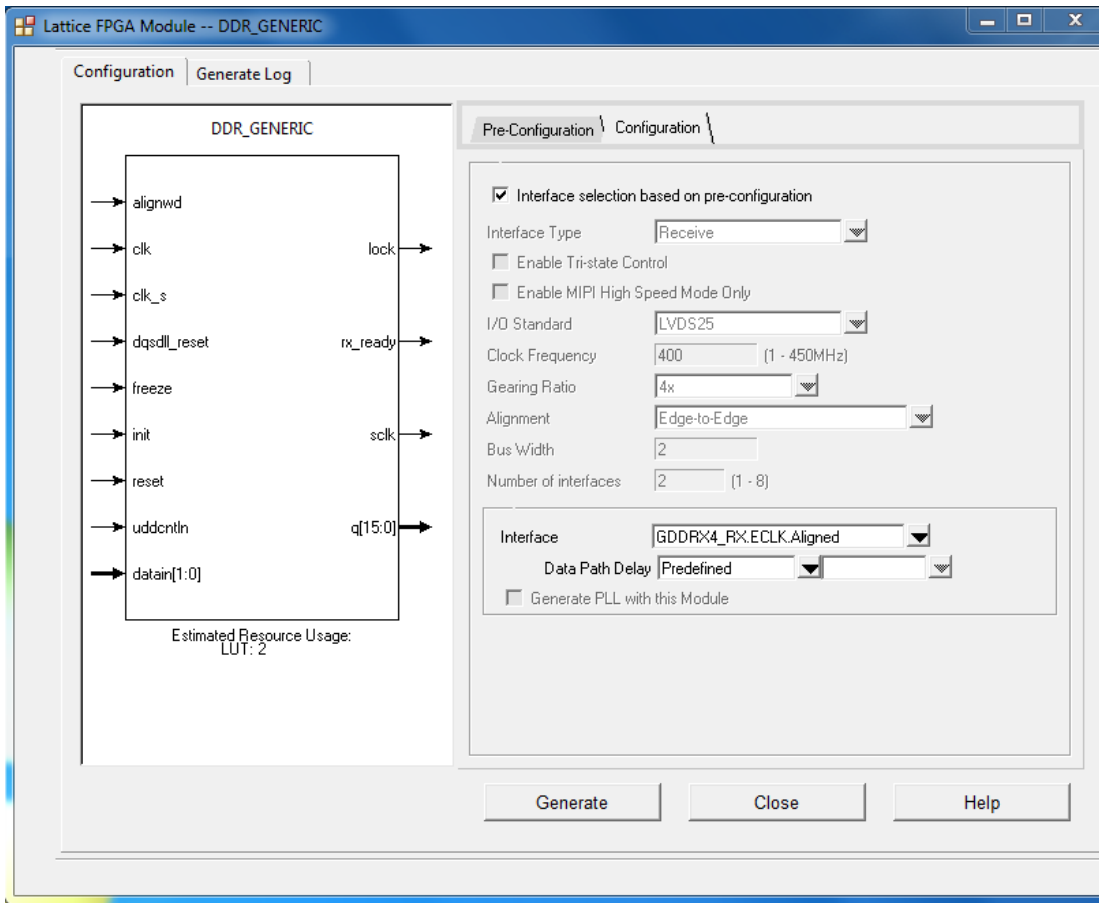 Lattice FPGA Module -- DDR_GENERIC
Configuration
Generate Log
DDR_GENERIC
alignwd
clk
lock
clk_s
dqsdll_reset
rx_ready
freeze
init
sclk
reset
uddcntln
q[15:0]
datain[1:0]
Estimated Resource Usage:
LUT: 2
Pre-Configuration
Configuration
Interface selection based on pre-configuration
Interface Type Receive
Enable Tri-state Control
Enable MIPI High Speed Mode Only
I/O Standard LVDS25
Clock Frequency 400 (1 - 450MHz)
Gearing Ratio 4x
Alignment Edge-to-Edge
Bus Width 2
Number of interfaces 2 (1 - 8)
Interface GDDRX4_RX.ECLK.Aligned
Data Path Delay Predefined
Generate PLL with this Module
Generate Close Help